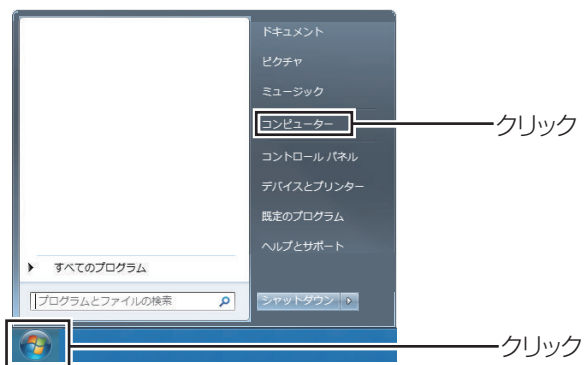 ドキュメント
ピクチャ
ミュージック
コンピューター
クリック
コントロール パネル
デバイスとプリンター
既定のプログラム
ヘルプとサポート
すべてのプログラム
プログラムとファイルの検索
シャットダウン
クリック